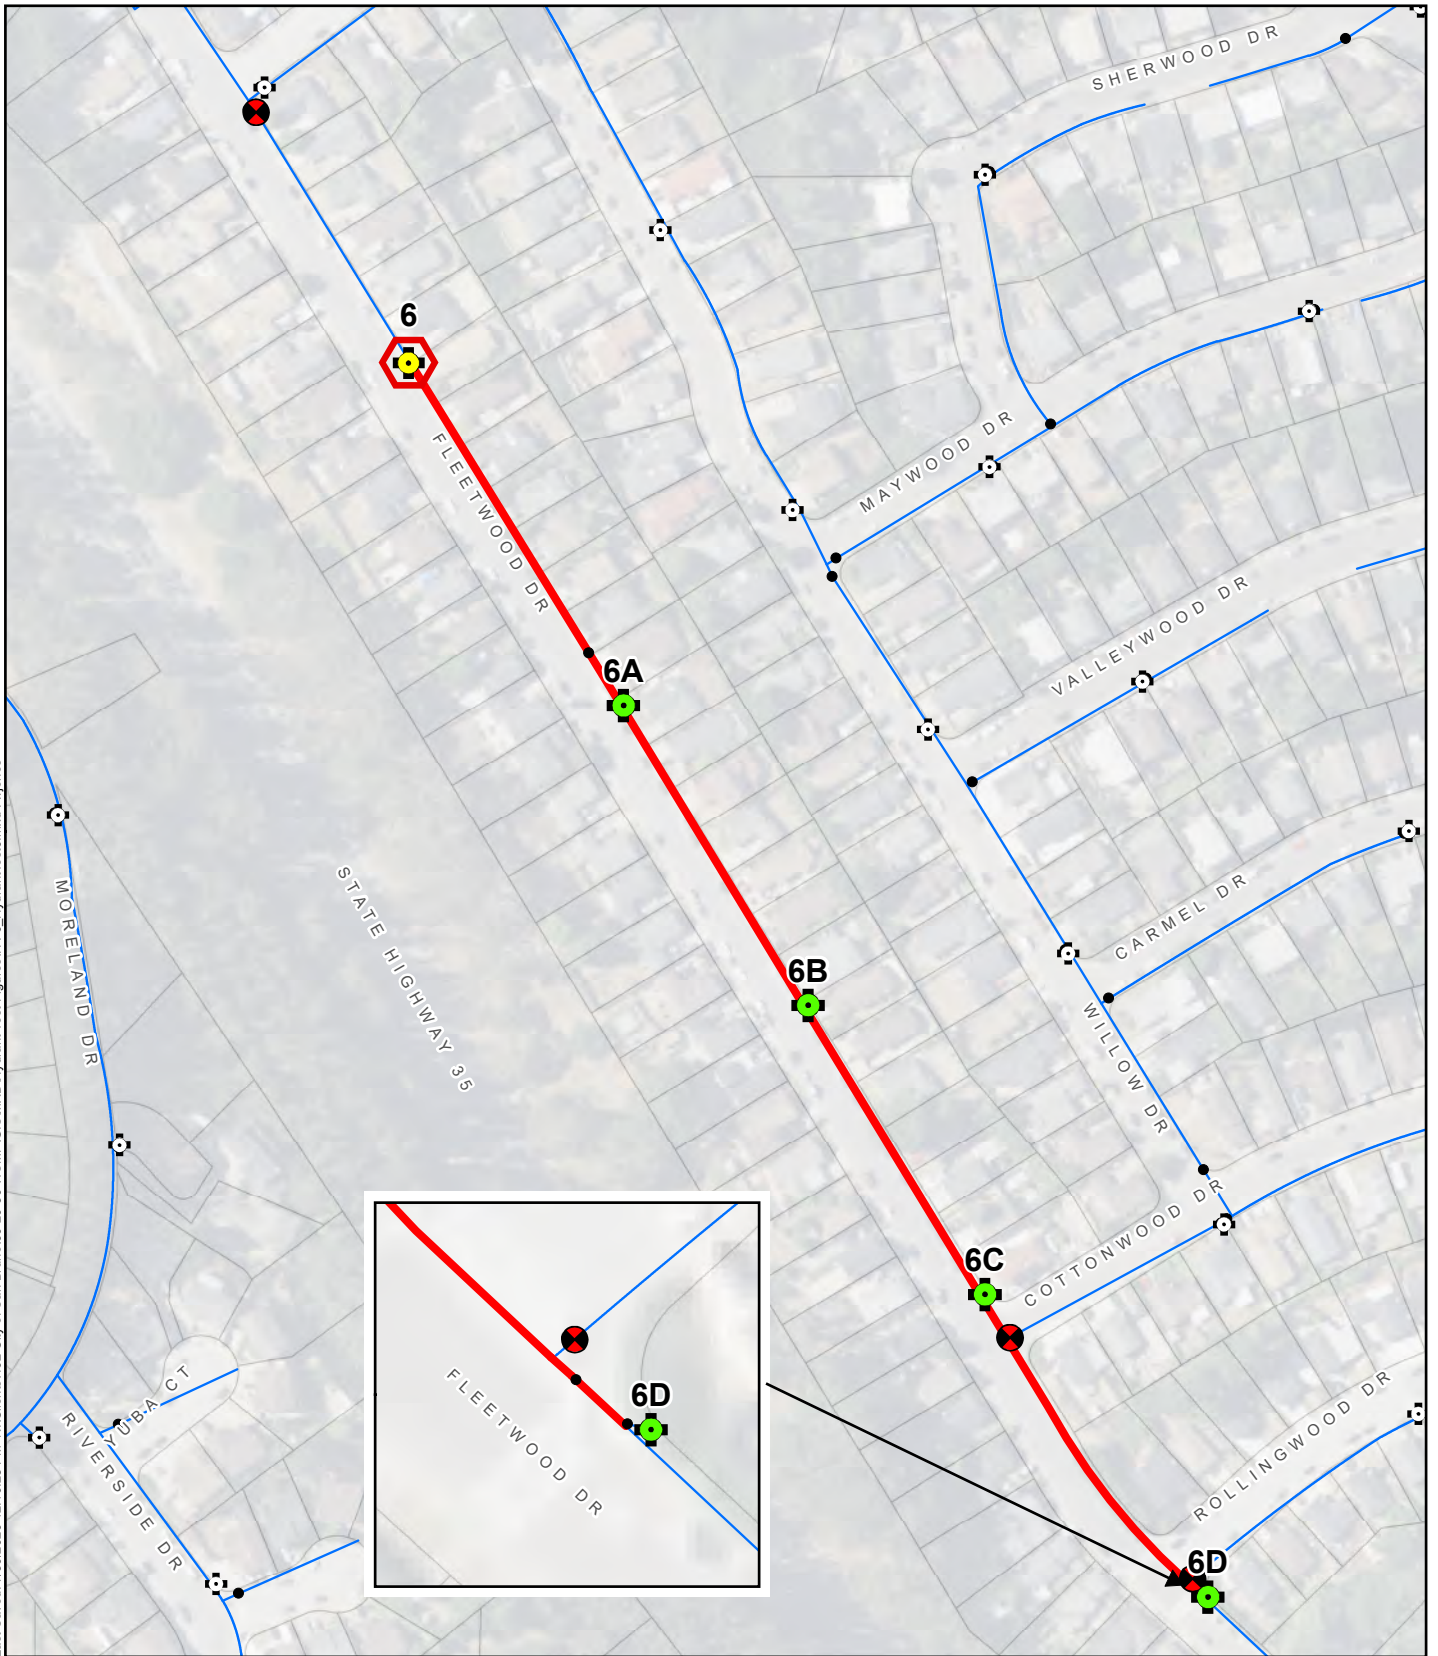 SHERWOOD DR
6
MAYWOOD DR
FLEETWOOD DR
VALLEYWOOD DR
6A
CARMEL DR
MORELAND DR
STATE HIGHWAY 35
6B
WILLOW DR
COTTONWOOD DR
6C
YUBA CT
RIVERSIDE DR
FLEETWOOD DR
6D
ROLLINGWOOD DR
6D